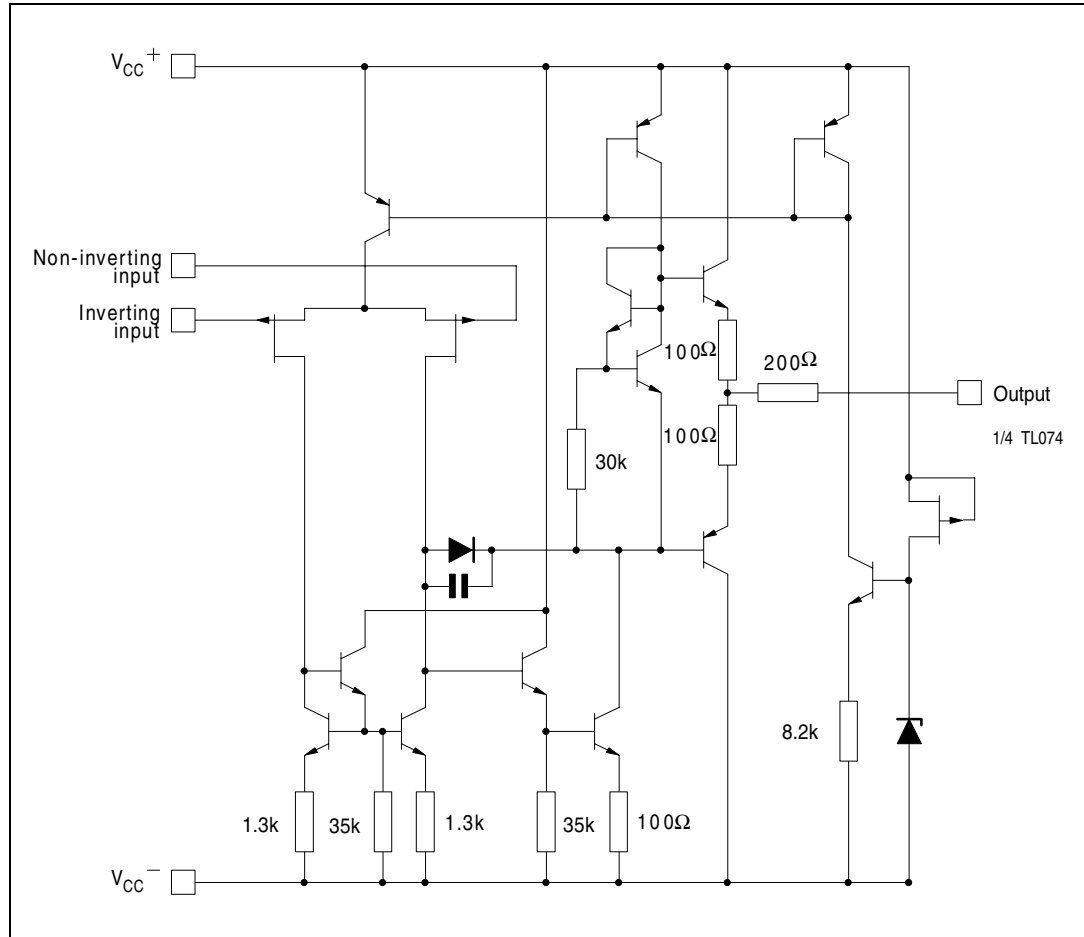 VCC+
Non-inverting
input
Inverting
input
100Ω
200Ω
Output
100Ω
1/4 TL074
30k
8.2k
1.3k
35k
1.3k
35k
100Ω
VCC−